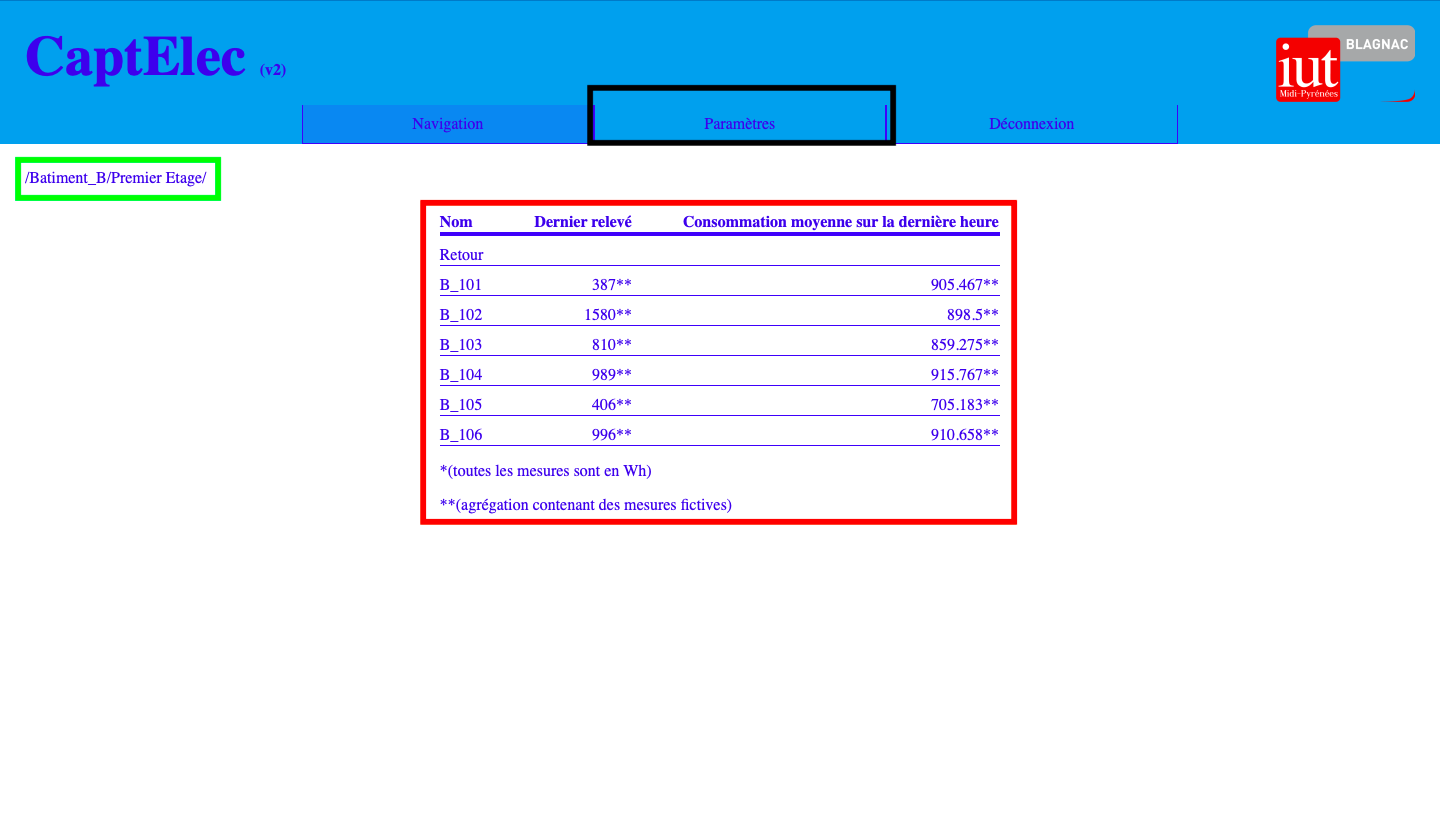 CaptElec (v2)
BLAGNAC
iut
Midi-Pyrénées
Navigation Paramètres Déconnexion
/Batiment_B/Premier Etage/
Nom Dernier relevé Consommation moyenne sur la dernière heure
Retour
B_101 387** 905.467**
B_102 1580** 898.5**
B_103 810** 859.275**
B_104 989** 915.767**
B_105 406** 705.183**
B_106 996** 910.658**
*(toutes les mesures sont en Wh)
**(agrégation contenant des mesures fictives)